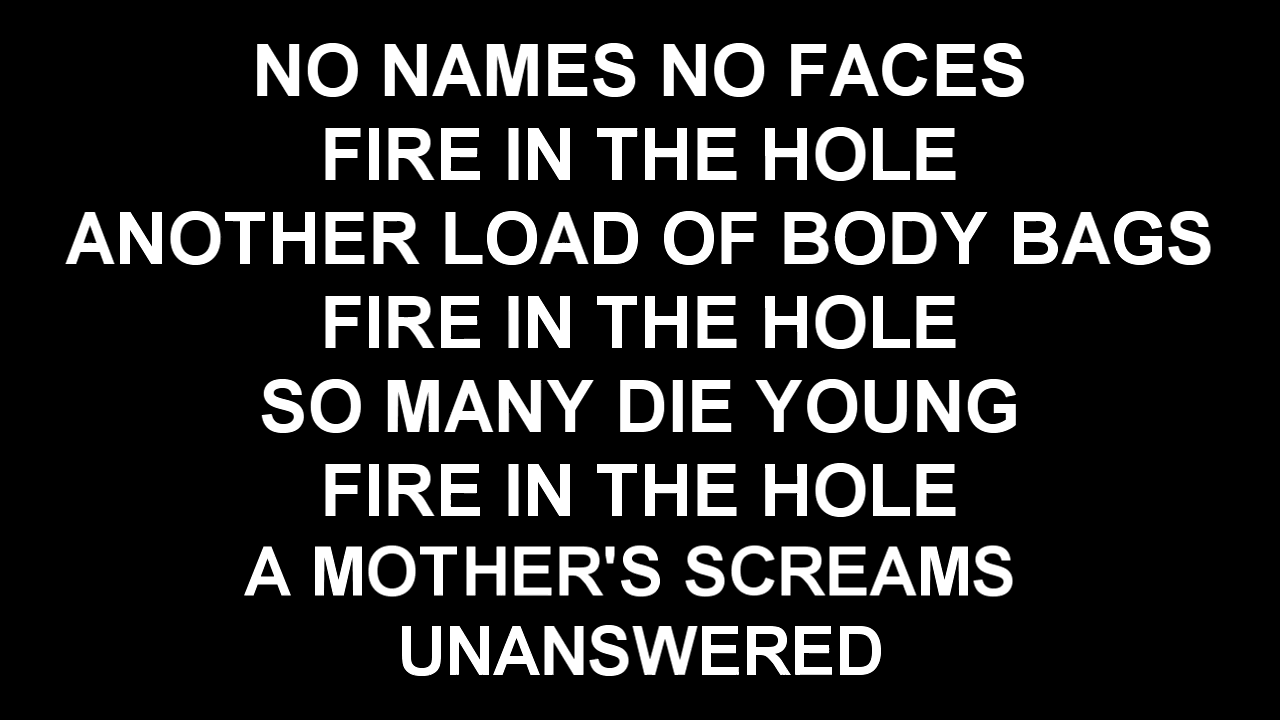 NO NAMES NO FACES
FIRE IN THE HOLE
ANOTHER LOAD OF BODY BAGS
FIRE IN THE HOLE
SO MANY DIE YOUNG
FIRE IN THE HOLE
A MOTHER'S SCREAMS
UNANSWERED